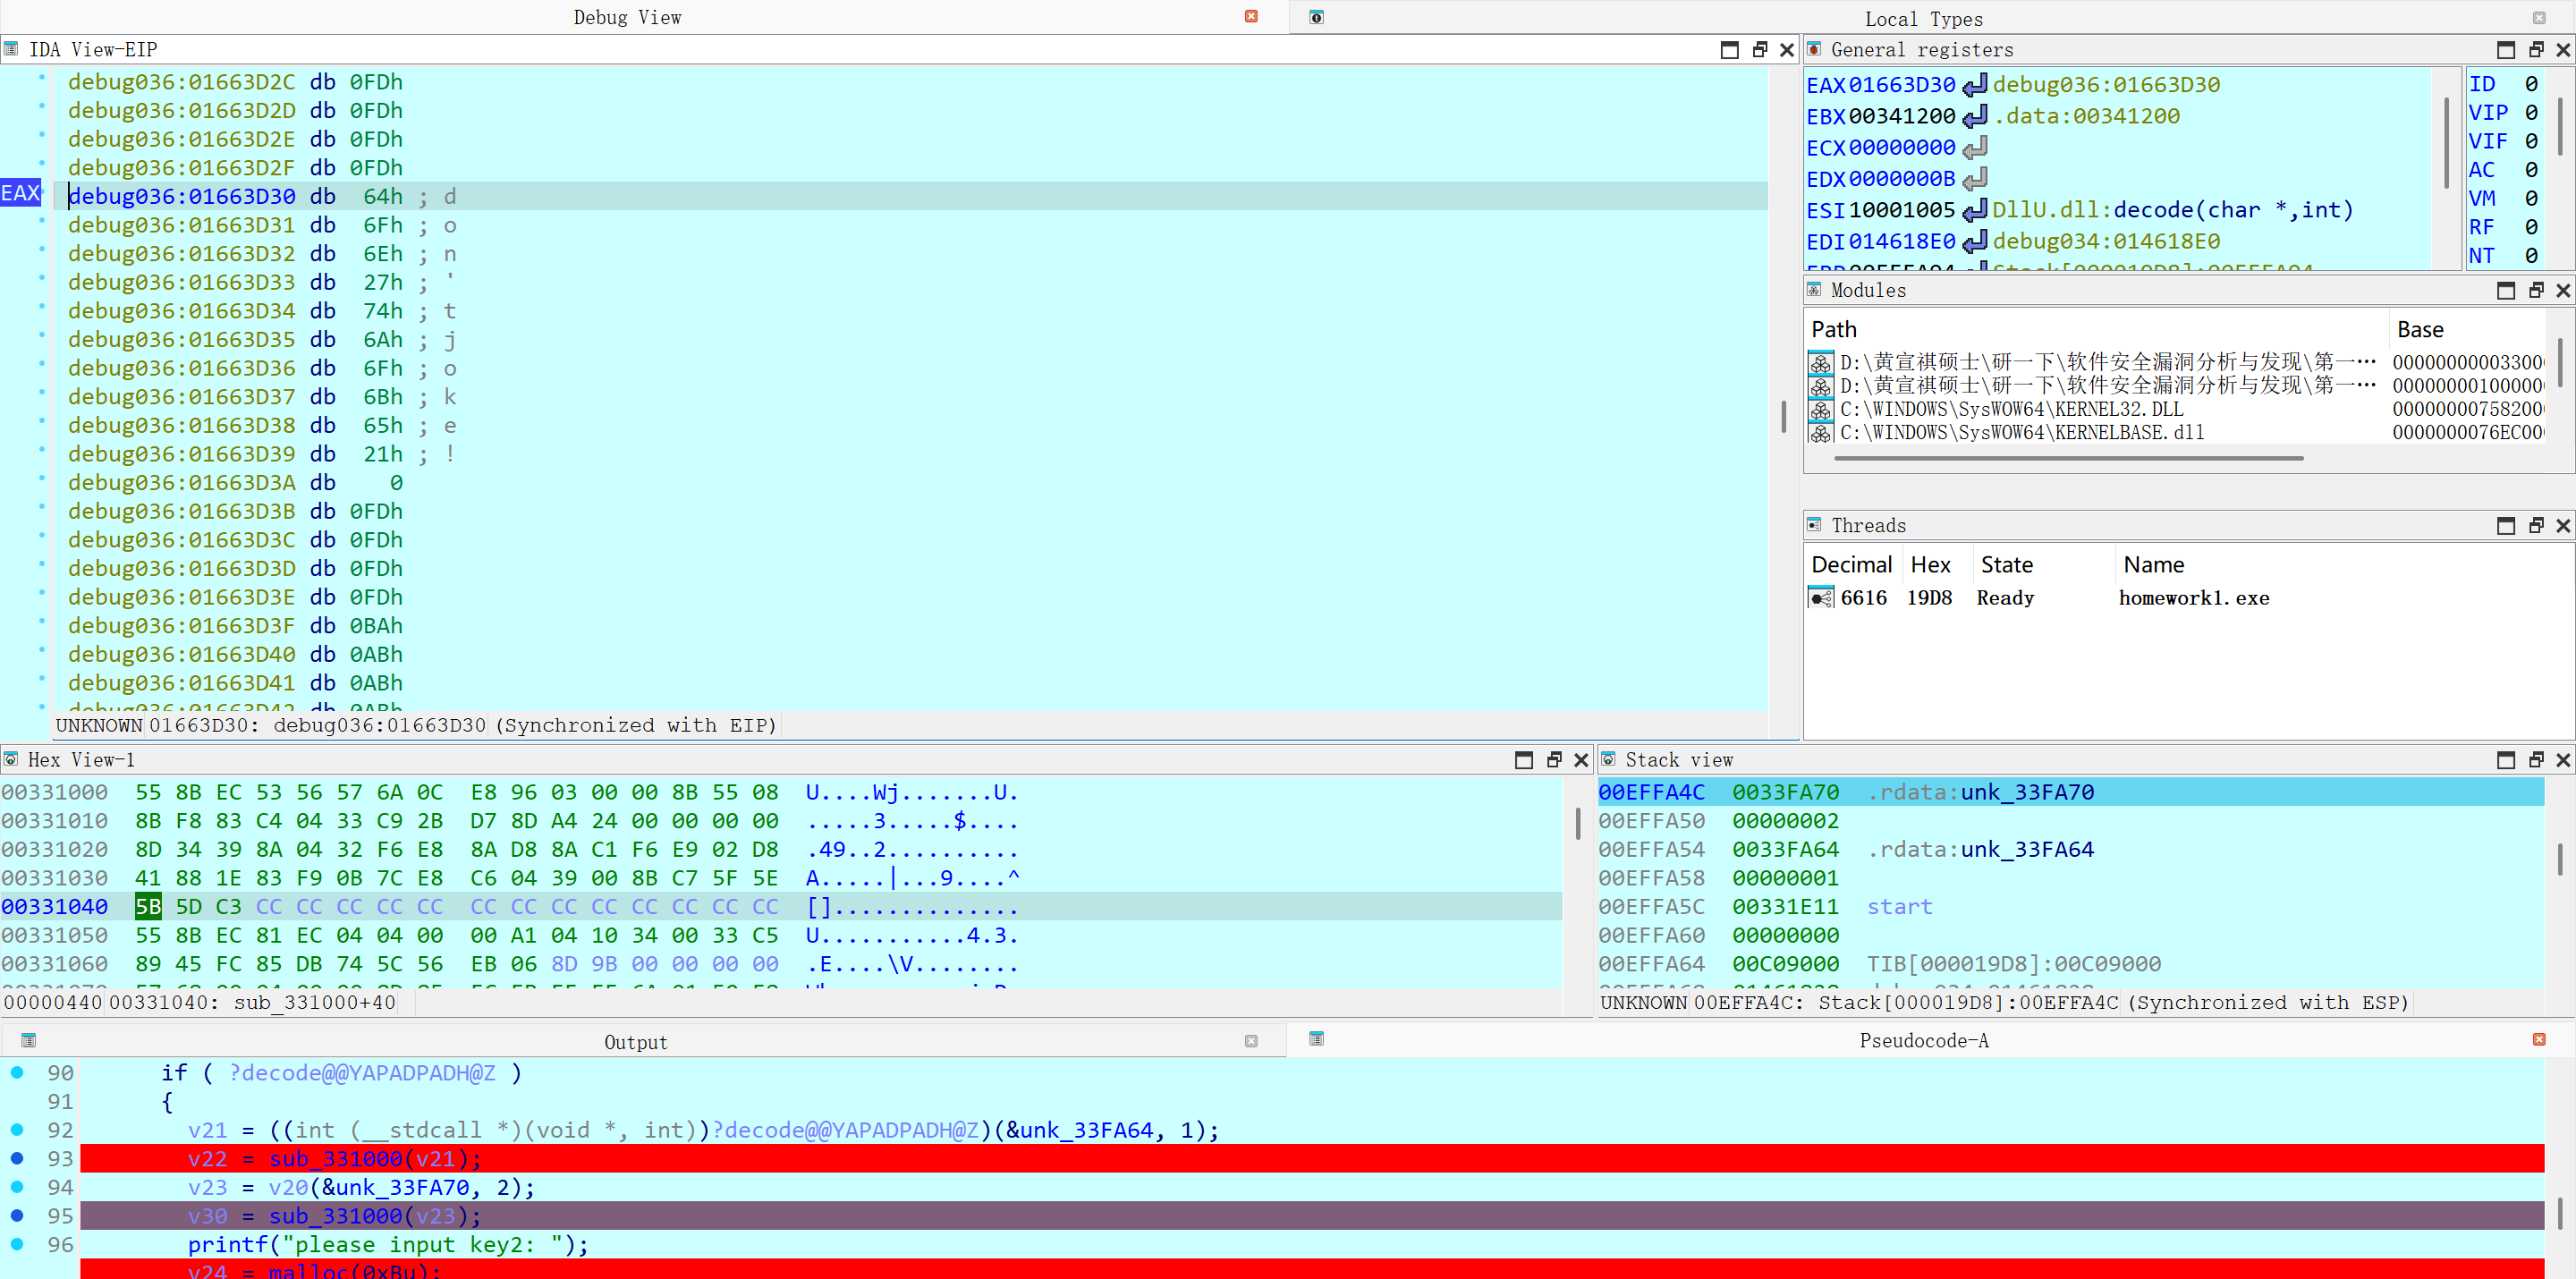 Debug View
Local Types
IDA View-EIP
debug036:01663D2C db 0FDh
debug036:01663D2D db 0FDh
debug036:01663D2E db 0FDh
debug036:01663D2F db 0FDh
EAX debug036:01663D30 db 64h ; d
debug036:01663D31 db 6Fh ; o
debug036:01663D32 db 6Eh ; n
debug036:01663D33 db 27h ; '
debug036:01663D34 db 74h ; t
debug036:01663D35 db 6Ah ; j
debug036:01663D36 db 6Fh ; o
debug036:01663D37 db 6Bh ; k
debug036:01663D38 db 65h ; e
debug036:01663D39 db 21h ; !
debug036:01663D3A db 0
debug036:01663D3B db 0FDh
debug036:01663D3C db 0FDh
debug036:01663D3D db 0FDh
debug036:01663D3E db 0FDh
debug036:01663D3F db 0BAh
debug036:01663D40 db 0ABh
debug036:01663D41 db 0ABh
debug036:01663D42 db 0ABh
UNKNOWN 01663D30: debug036:01663D30 (Synchronized with EIP)
General registers
EAX 01663D30 debug036:01663D30
EBX 00341200 .data:00341200
ECX 00000000
EDX 0000000B
ESI 10001005 DllU.dll:decode(char *,int)
EDI 014618E0 debug034:014618E0
EBP 00EFFA94 Stack[000019D8]:00EFFA94
ID 0
VIP 0
VIF 0
AC 0
VM 0
RF 0
NT 0
Modules
Path Base
D:\黄宣祺硕士\研一下\软件安全漏洞分析与发现\第一… 00000000003300
D:\黄宣祺硕士\研一下\软件安全漏洞分析与发现\第一… 000000001000000
C:\WINDOWS\SysWOW64\KERNEL32.DLL 00000000758200
C:\WINDOWS\SysWOW64\KERNELBASE.dll 0000000076EC00
Threads
Decimal Hex State Name
6616 19D8 Ready homework1.exe
Hex View-1
00331000 55 8B EC 53 56 57 6A 0C E8 96 03 00 00 8B 55 08 U....Wj.......U.
00331010 8B F8 83 C4 04 33 C9 2B D7 8D A4 24 00 00 00 00 .....3.....$....
00331020 8D 34 39 8A 04 32 F6 E8 8A D8 8A C1 F6 E9 02 D8 .49..2..........
00331030 41 88 1E 83 F9 0B 7C E8 C6 04 39 00 8B C7 5F 5E A.....|...9....^
00331040 5B 5D C3 CC CC CC CC CC CC CC CC CC CC CC CC CC []..............
00331050 55 8B EC 81 EC 04 04 00 00 A1 04 10 34 00 33 C5 U...........4.3.
00331060 89 45 FC 85 DB 74 5C 56 EB 06 8D 9B 00 00 00 00 .E....\V........
00000440 00331040: sub_331000+40
Stack view
00EFFA4C 0033FA70 .rdata:unk_33FA70
00EFFA50 00000002
00EFFA54 0033FA64 .rdata:unk_33FA64
00EFFA58 00000001
00EFFA5C 00331E11 start
00EFFA60 00000000
00EFFA64 00C09000 TIB[000019D8]:00C09000
UNKNOWN 00EFFA4C: Stack[000019D8]:00EFFA4C (Synchronized with ESP)
Output
Pseudocode-A
90 if ( ?decode@@YAPADPADH@Z )
91 {
92 v21 = ((int (__stdcall *)(void *, int))?decode@@YAPADPADH@Z)(&unk_33FA64, 1);
93 v22 = sub_331000(v21);
94 v23 = v20(&unk_33FA70, 2);
95 v30 = sub_331000(v23);
96 printf("please input key2: ");
v24 = malloc(0xBu);